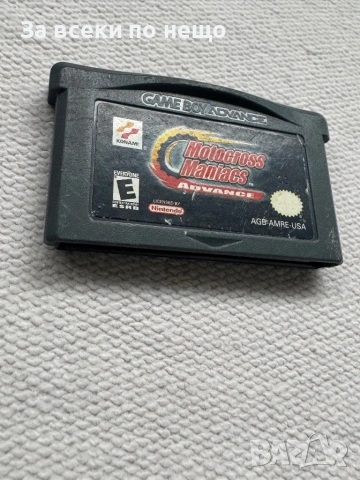 За всеки по нещо
GAME BOY ADVANCE
KONAMI
Motocross
Maniacs
ADVANCE
EVERYONE
E
ESRB
LICENSED BY
Nintendo
AGB-AMRE-USA
BAZAR